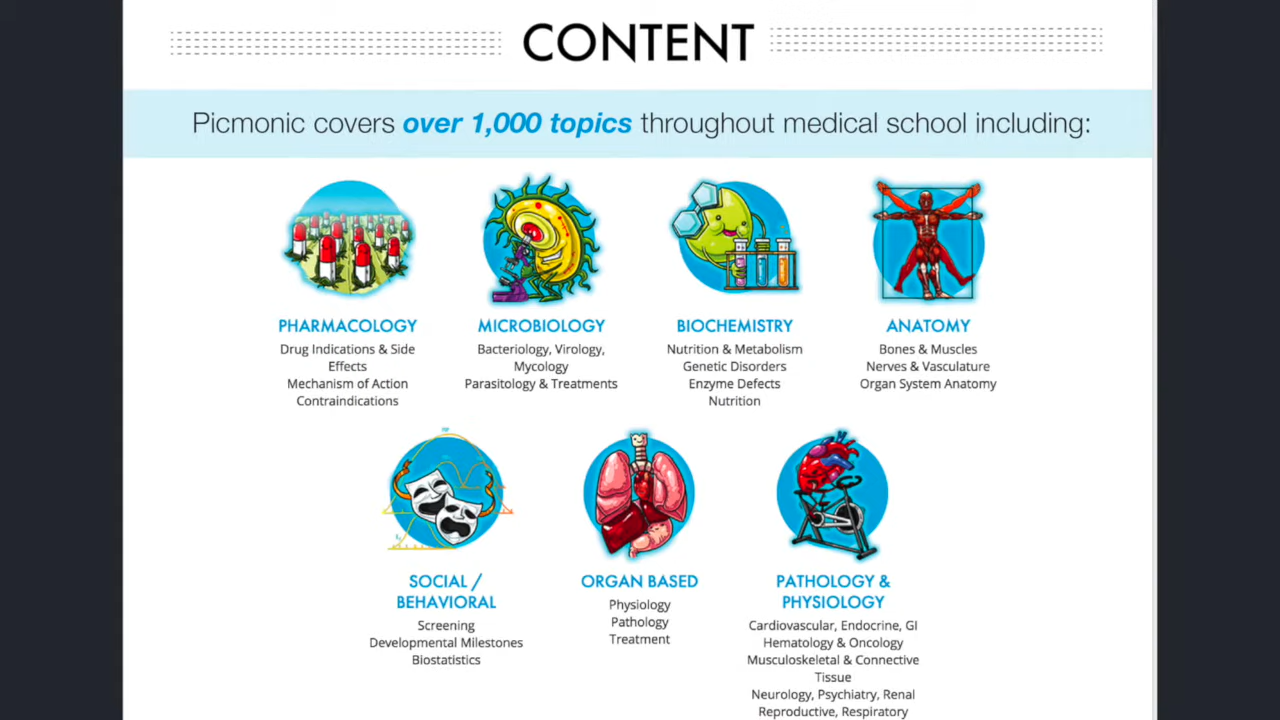 CONTENT
Picmonic covers over 1,000 topics throughout medical school including:
PHARMACOLOGY
Drug Indications & Side
Effects
Mechanism of Action
Contraindications
MICROBIOLOGY
Bacteriology, Virology,
Mycology
Parasitology & Treatments
BIOCHEMISTRY
Nutrition & Metabolism
Genetic Disorders
Enzyme Defects
Nutrition
ANATOMY
Bones & Muscles
Nerves & Vasculature
Organ System Anatomy
SOCIAL /
BEHAVIORAL
Screening
Developmental Milestones
Biostatistics
ORGAN BASED
Physiology
Pathology
Treatment
PATHOLOGY &
PHYSIOLOGY
Cardiovascular, Endocrine, GI
Hematology & Oncology
Musculoskeletal & Connective
Tissue
Neurology, Psychiatry, Renal
Reproductive, Respiratory